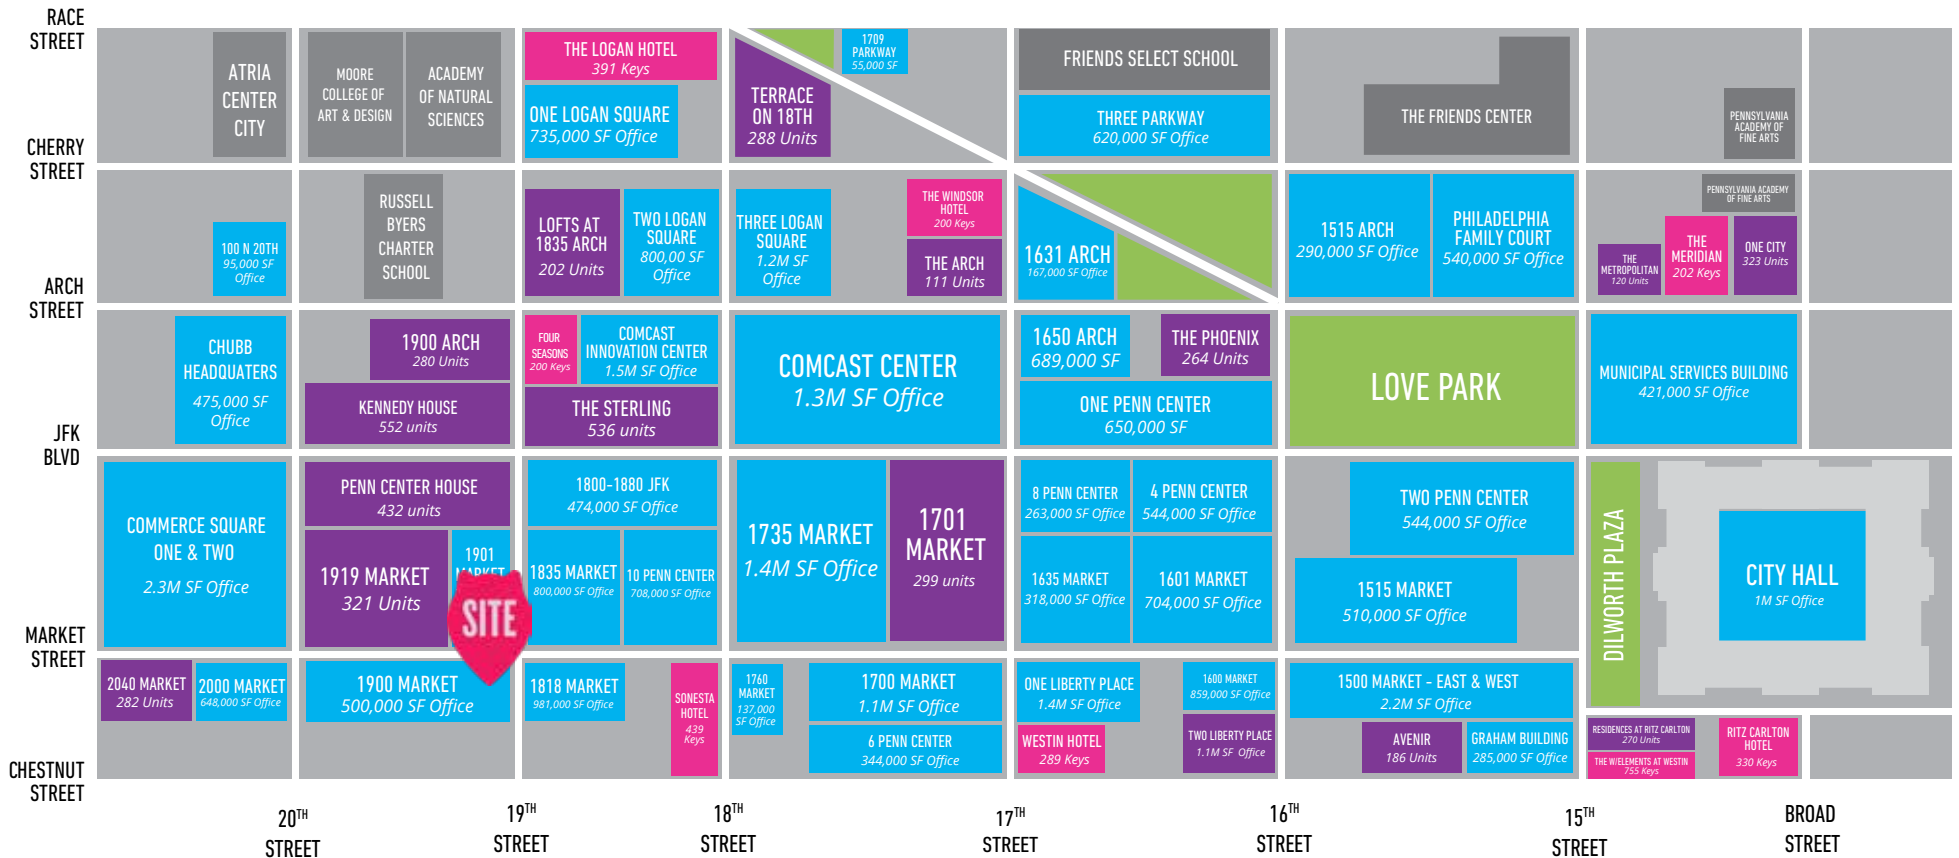 RACE
STREET
ATRIA
CENTER
CITY
MOORE
COLLEGE OF
ART & DESIGN
ACADEMY
OF NATURAL
SCIENCES
THE LOGAN HOTEL
391 Keys
ONE LOGAN SQUARE
735,000 SF Office
TERRACE
ON 18TH
288 Units
1709
PARKWAY
55,000 SF
FRIENDS SELECT SCHOOL
THREE PARKWAY
620,000 SF Office
THE FRIENDS CENTER
PENNSYLVANIA
ACADEMY OF
FINE ARTS
CHERRY
STREET
100 N 20TH
95,000 SF
Office
RUSSELL
BYERS
CHARTER
SCHOOL
LOFTS AT
1835 ARCH
202 Units
TWO LOGAN
SQUARE
800,00 SF
Office
THREE LOGAN
SQUARE
1.2M SF
Office
THE WINDSOR
HOTEL
200 Keys
THE ARCH
111 Units
1631 ARCH
167,000 SF Office
1515 ARCH
290,000 SF Office
PHILADELPHIA
FAMILY COURT
540,000 SF Office
PENNSYLVANIA ACADEMY
OF FINE ARTS
THE
METROPOLITAN
120 Units
THE
MERIDIAN
202 Keys
ONE CITY
323 Units
ARCH
STREET
CHUBB
HEADQUATERS
475,000 SF
Office
1900 ARCH
280 Units
KENNEDY HOUSE
552 units
FOUR
SEASONS
200 Keys
COMCAST
INNOVATION CENTER
1.5M SF Office
THE STERLING
536 units
COMCAST CENTER
1.3M SF Office
1650 ARCH
689,000 SF
THE PHOENIX
264 Units
ONE PENN CENTER
650,000 SF
LOVE PARK
MUNICIPAL SERVICES BUILDING
421,000 SF Office
JFK
BLVD
COMMERCE SQUARE
ONE & TWO
2.3M SF Office
PENN CENTER HOUSE
432 units
1919 MARKET
321 Units
1901
SITE
1800-1880 JFK
474,000 SF Office
1835 MARKET
800,000 SF Office
10 PENN CENTER
708,000 SF Office
1735 MARKET
1.4M SF Office
1701
MARKET
299 units
8 PENN CENTER
263,000 SF Office
4 PENN CENTER
544,000 SF Office
1635 MARKET
318,000 SF Office
1601 MARKET
704,000 SF Office
TWO PENN CENTER
544,000 SF Office
1515 MARKET
510,000 SF Office
DILWORTH PLAZA
CITY HALL
1M SF Office
MARKET
STREET
2040 MARKET
282 Units
2000 MARKET
648,000 SF Office
1900 MARKET
500,000 SF Office
1818 MARKET
981,000 SF Office
SONESTA
HOTEL
439
Keys
1760
MARKET
137,000
SF Office
1700 MARKET
1.1M SF Office
6 PENN CENTER
344,000 SF Office
ONE LIBERTY PLACE
1.4M SF Office
WESTIN HOTEL
289 Keys
1600 MARKET
859,000 SF Office
TWO LIBERTY PLACE
1.1M SF Office
1500 MARKET - EAST & WEST
2.2M SF Office
AVENIR
186 Units
GRAHAM BUILDING
285,000 SF Office
RESIDENCES AT RITZ CARLTON
270 Units
THE W/ELEMENTS AT WESTIN
755 Keys
RITZ CARLTON
HOTEL
330 Keys
CHESTNUT
STREET
20TH
STREET
19TH
STREET
18TH
STREET
17TH
STREET
16TH
STREET
15TH
STREET
BROAD
STREET